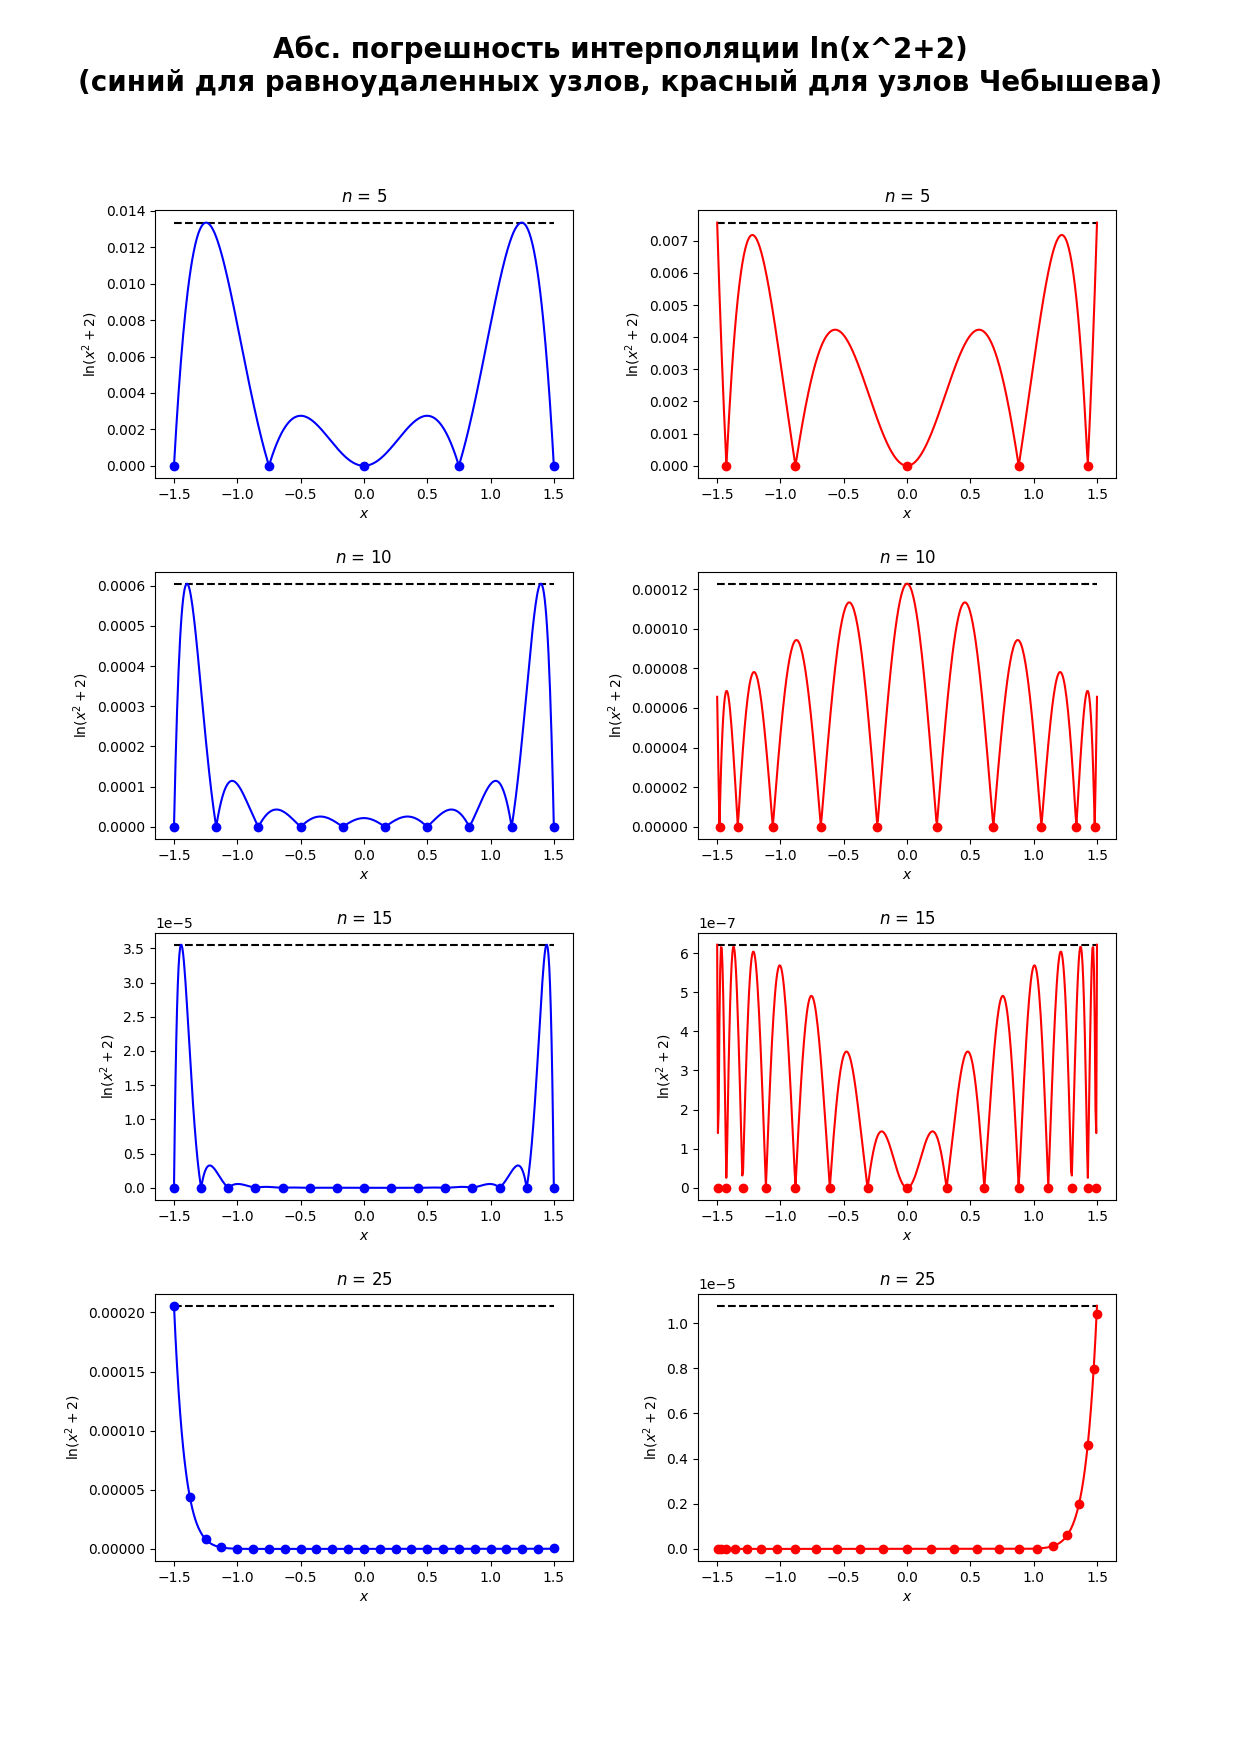 Абс. погрешность интерполяции ln(x^2+2)
(синий для равноудаленных узлов, красный для узлов Чебышева)
n = 5
0.014
0.012
0.010
0.008
0.006
0.004
0.002
0.000
ln(x² + 2)
−1.5 −1.0 −0.5 0.0 0.5 1.0 1.5
x
n = 5
0.007
0.006
0.005
0.004
0.003
0.002
0.001
0.000
ln(x² + 2)
−1.5 −1.0 −0.5 0.0 0.5 1.0 1.5
x
n = 10
0.0006
0.0005
0.0004
0.0003
0.0002
0.0001
0.0000
ln(x² + 2)
−1.5 −1.0 −0.5 0.0 0.5 1.0 1.5
x
n = 10
0.00012
0.00010
0.00008
0.00006
0.00004
0.00002
0.00000
ln(x² + 2)
−1.5 −1.0 −0.5 0.0 0.5 1.0 1.5
x
n = 15
1e−5
3.5
3.0
2.5
2.0
1.5
1.0
0.5
0.0
ln(x² + 2)
−1.5 −1.0 −0.5 0.0 0.5 1.0 1.5
x
n = 15
1e−7
6
5
4
3
2
1
0
ln(x² + 2)
−1.5 −1.0 −0.5 0.0 0.5 1.0 1.5
x
n = 25
0.00020
0.00015
0.00010
0.00005
0.00000
ln(x² + 2)
−1.5 −1.0 −0.5 0.0 0.5 1.0 1.5
x
n = 25
1e−5
1.0
0.8
0.6
0.4
0.2
0.0
ln(x² + 2)
−1.5 −1.0 −0.5 0.0 0.5 1.0 1.5
x